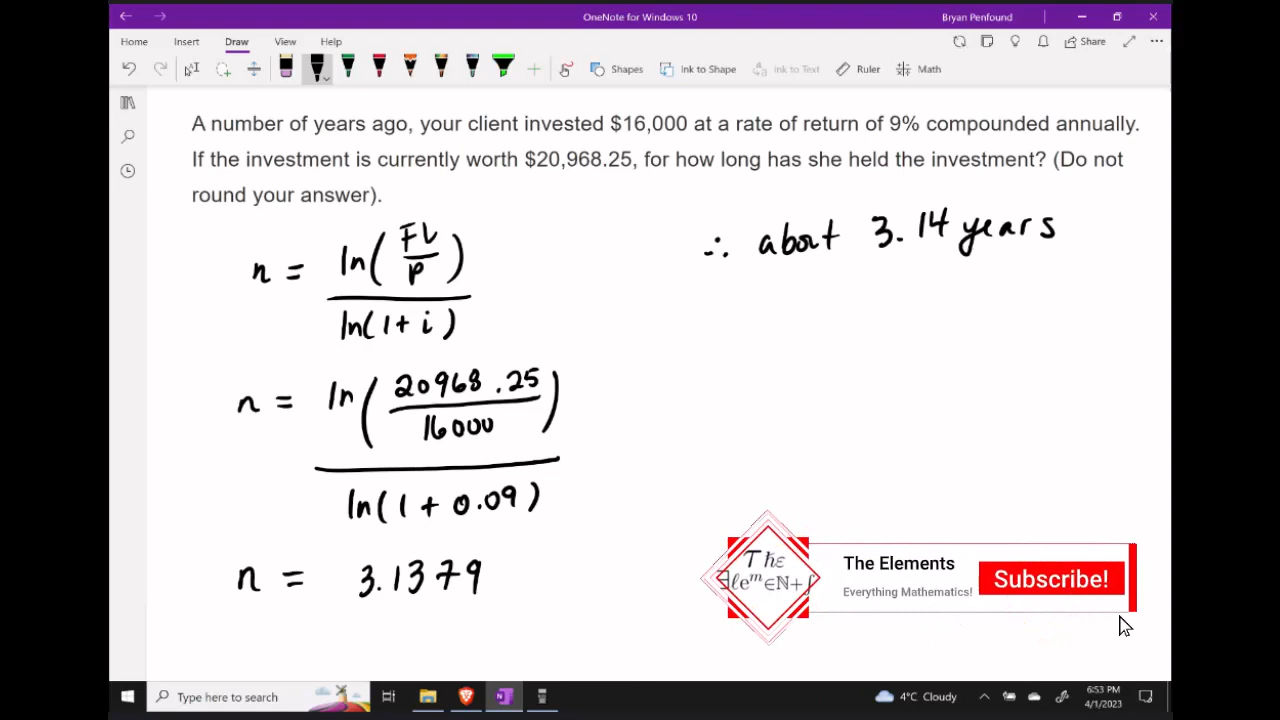 OneNote for Windows 10
Bryan Penfound
Home Insert Draw View Help
Share
Shapes Ink to Shape Ink to Text Ruler Math
A number of years ago, your client invested $16,000 at a rate of return of 9% compounded annually.
If the investment is currently worth $20,968.25, for how long has she held the investment? (Do not
round your answer).
∴ about 3.14 years
n = ln(FV/P)
ln(1+i)
n = ln(20968.25/16000)
ln(1+0.09)
n = 3.1379
The Elements
Everything Mathematics!
Subscribe!
Type here to search
4°C Cloudy
6:53 PM
4/1/2023